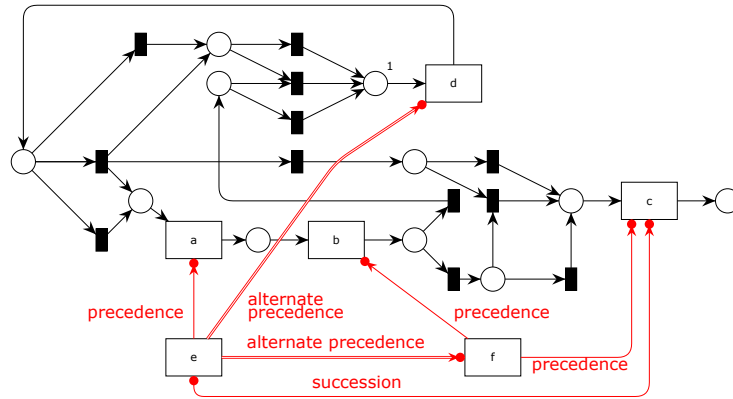 1
d
a
b
c
precedence
alternate
precedence
precedence
alternate precedence
e
f
precedence
succession